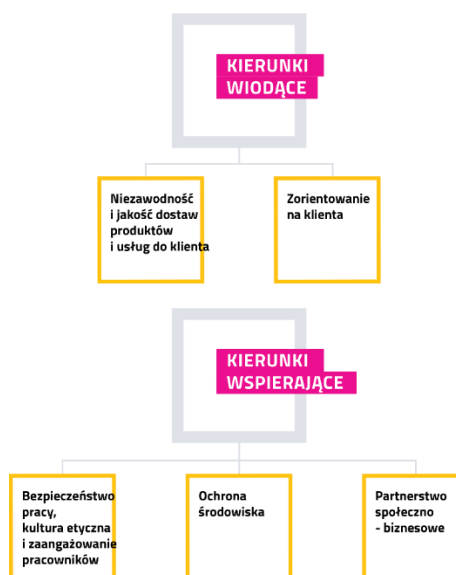 KIERUNKI
WIODĄCE
Niezawodność
i jakość dostaw
produktów
i usług do klienta
Zorientowanie
na klienta
KIERUNKI
WSPIERAJĄCE
Bezpieczeństwo
pracy,
kultura etyczna
i zaangażowanie
pracowników
Ochrona
środowiska
Partnerstwo
społeczno
- biznesowe